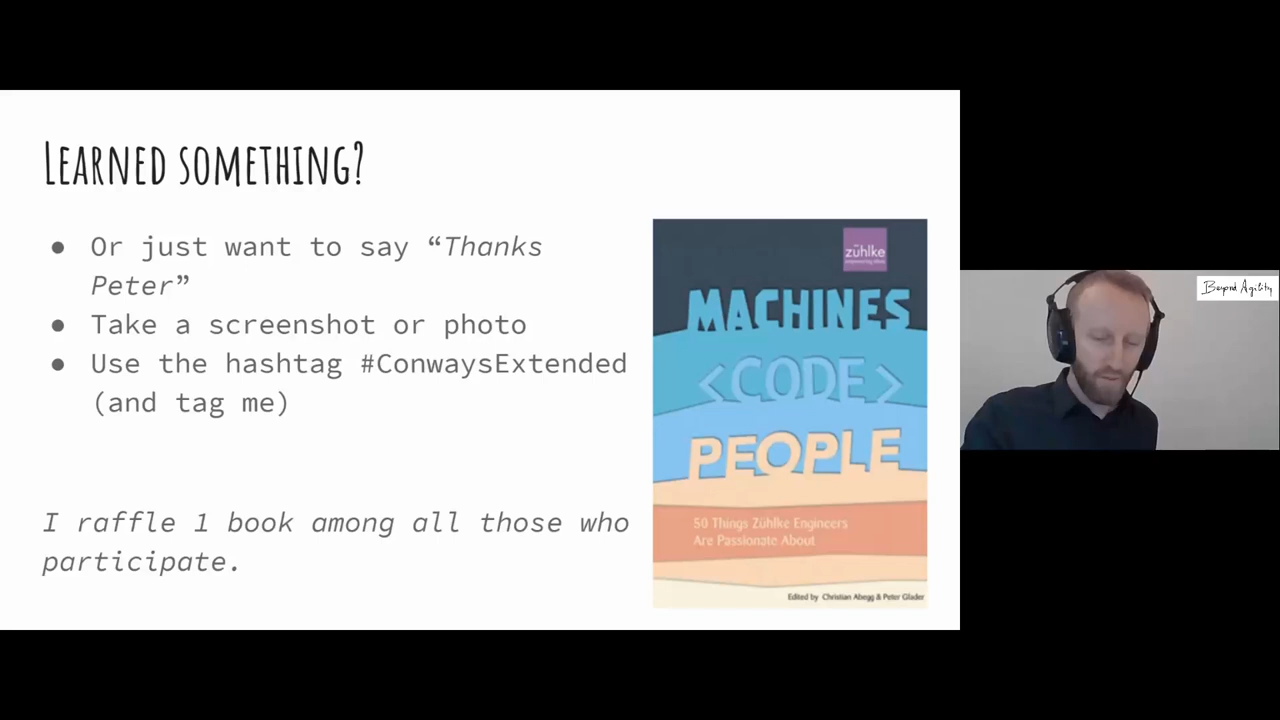 LEARNED SOMETHING?
● Or just want to say “Thanks
Peter”
● Take a screenshot or photo
● Use the hashtag #ConwaysExtended
(and tag me)
I raffle 1 book among all those who
participate.
zühlke
empowering ideas
MACHINES
<CODE>
PEOPLE
50 Things Zühlke Engineers
Are Passionate About
Edited by Christian Abegg & Peter Gfader
Beyond Agility